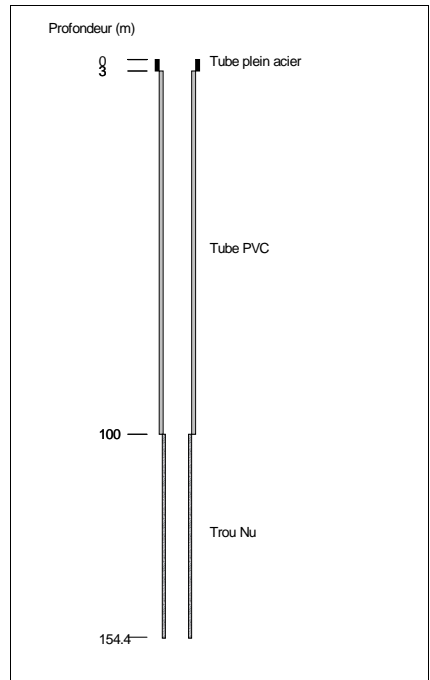 Profondeur (m)
0 Tube plein acier
3
Tube PVC
100
Trou Nu
154.4